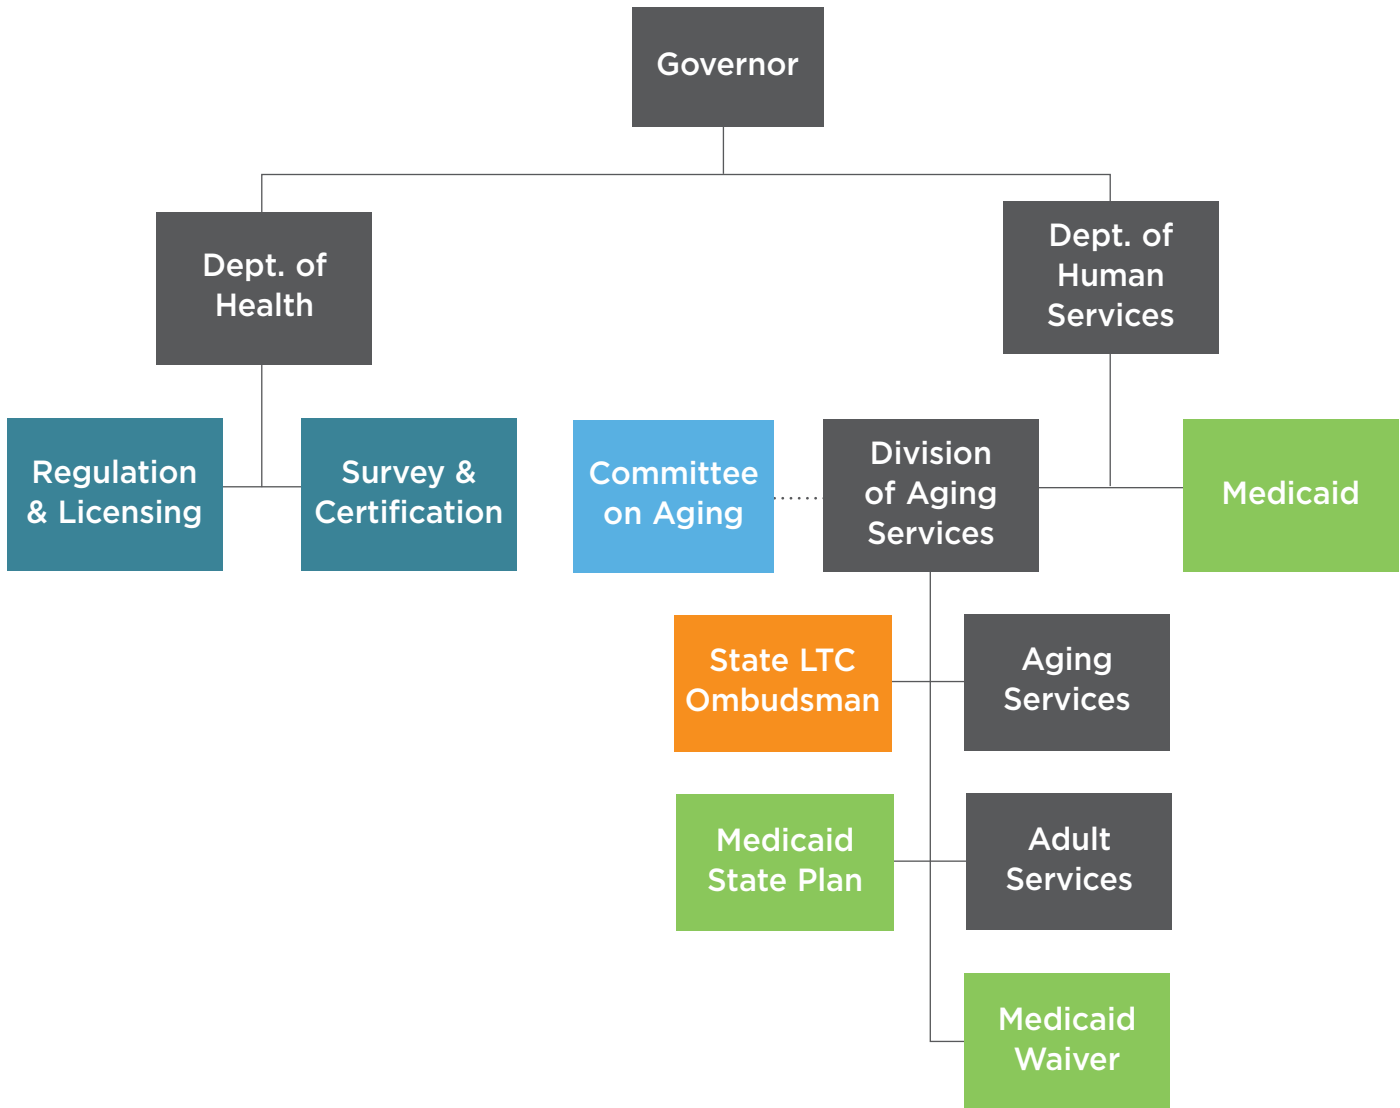 Governor
Dept. of
Health
Dept. of
Human
Services
Regulation
& Licensing
Survey &
Certification
Committee
on Aging
Division
of Aging
Services
Medicaid
State LTC
Ombudsman
Aging
Services
Medicaid
State Plan
Adult
Services
Medicaid
Waiver